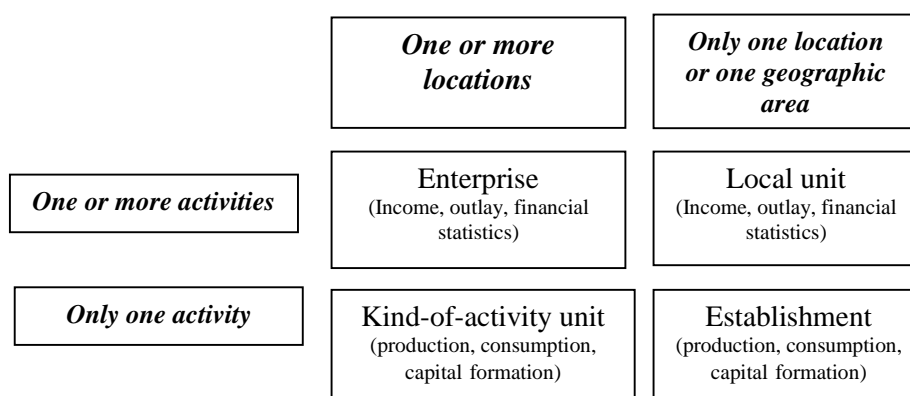 One or more
locations
Only one location
or one geographic
area
One or more activities
Enterprise
(Income, outlay, financial
statistics)
Local unit
(Income, outlay, financial
statistics)
Only one activity
Kind-of-activity unit
(production, consumption,
capital formation)
Establishment
(production, consumption,
capital formation)